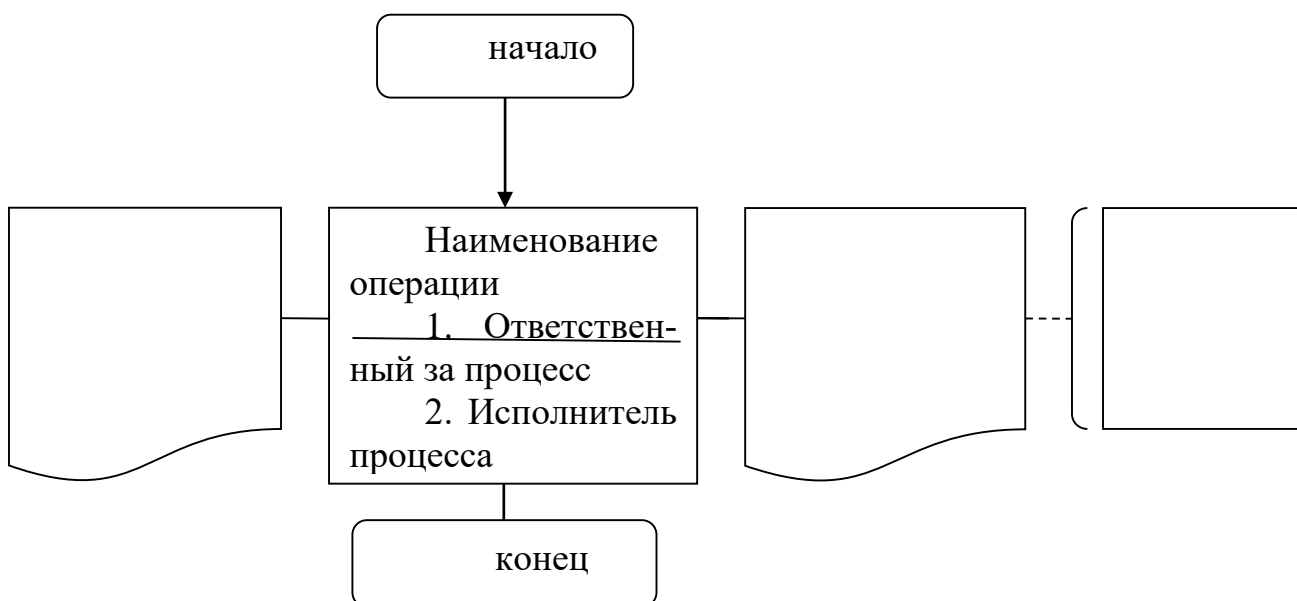 начало
Наименование
операции
1. Ответствен-
ный за процесс
2. Исполнитель
процесса
конец